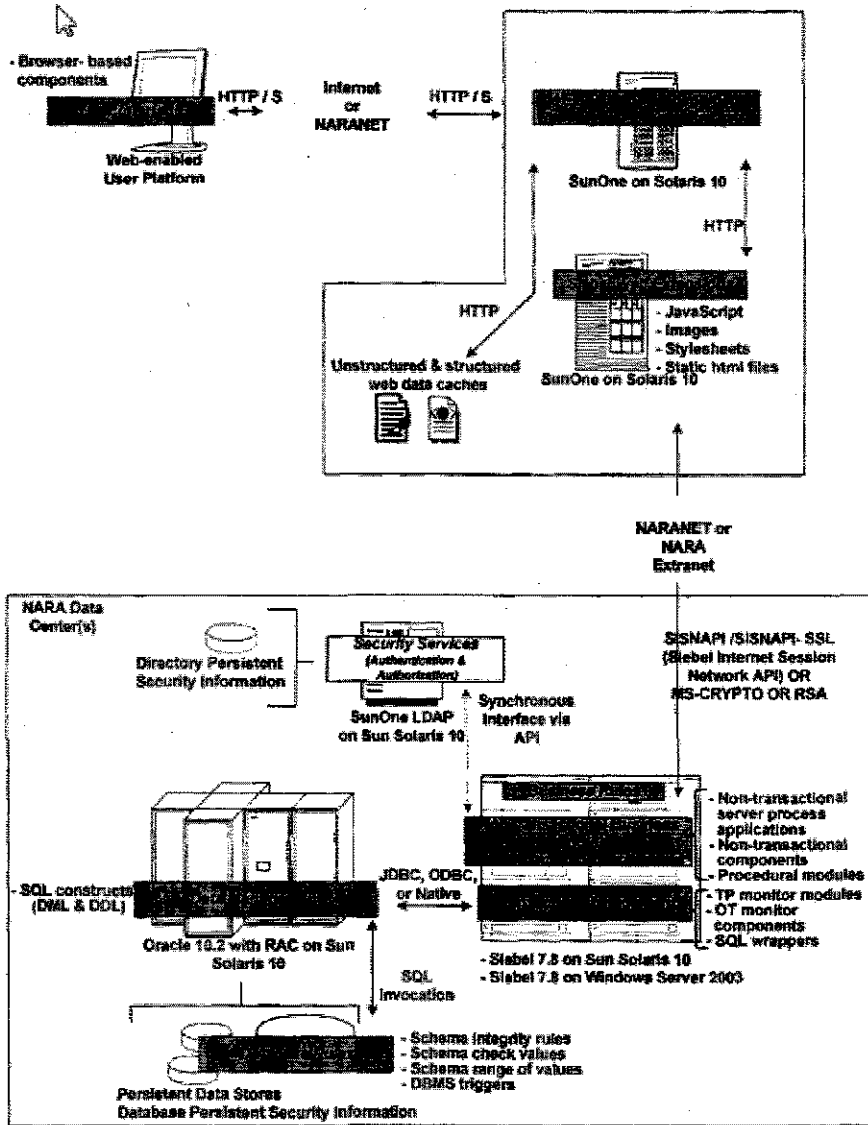 - Browser- based
components
HTTP / S
Internet
or
NARANET
HTTP / S
Web-enabled
User Platform
SunOne on Solaris 10
HTTP
HTTP
- JavaScript
- Images
- Stylesheets
- Static html files
Unstructured & structured
web data caches
SunOne on Solaris 10
NARANET or
NARA
Extranet
NARA Data
Center(s)
Directory Persistent
Security Information
Security Services
(Authentication &
Authorization)
SunOne LDAP
on Sun Solaris 10
Synchronous
Interface via
API
SISNAPI /SISNAPI- SSL
(Siebel Internet Session
Network API) OR
MS-CRYPTO OR RSA
- Non-transactional
server process
applications
- Non-transactional
components
- Procedural modules
- TP monitor modules
- OT monitor
components
- SQL wrappers
JDBC, ODBC,
or Native
- SQL constructs
(DML & DDL)
Oracle 10.2 with RAC on Sun
Solaris 10
- Siebel 7.8 on Sun Solaris 10
- Siebel 7.8 on Windows Server 2003
SQL
Invocation
- Schema integrity rules
- Schema check values
- Schema range of values
- DBMS triggers
Persistent Data Stores
Database Persistent Security Information